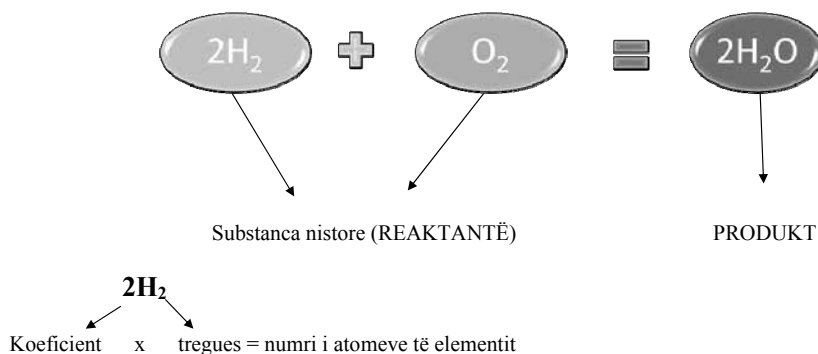 2H₂ + O₂ = 2H₂O
Substanca nistore (REAKTANTË) PRODUKT
2H₂
Koeficient x tregues = numri i atomeve të elementit